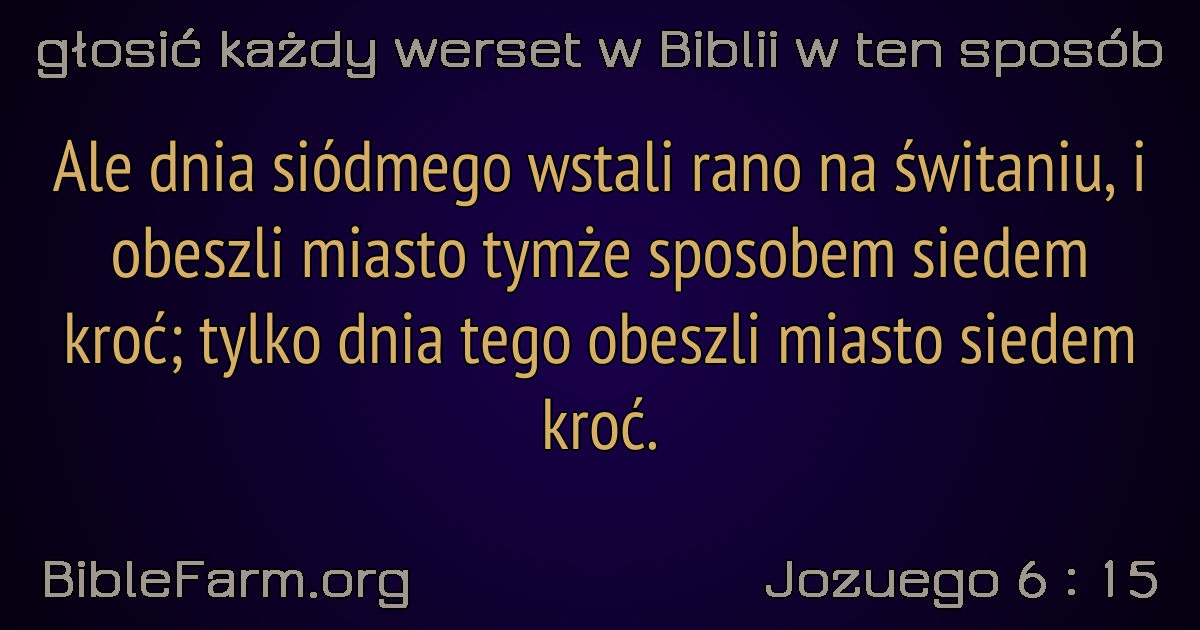 głosić każdy werset w Biblii w ten sposób
Ale dnia siódmego wstali rano na świtaniu, i
obeszli miasto tymże sposobem siedem
kroć; tylko dnia tego obeszli miasto siedem
kroć.
BibleFarm.org
Jozuego 6 : 15